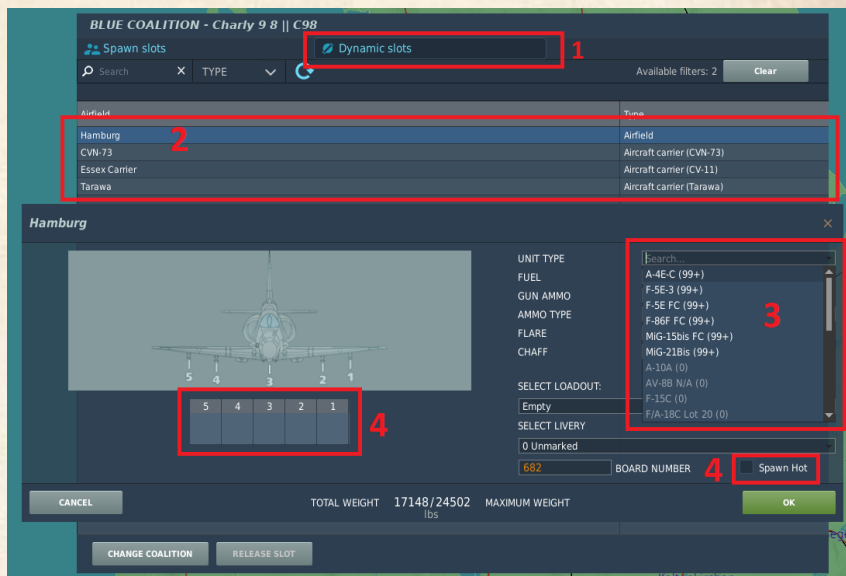 BLUE COALITION - Charly 9 8 || C98
Spawn slots
Dynamic slots
1
Search
X
TYPE
Available filters: 2
Clear
Airfield
Type
2
Hamburg
Airfield
CVN-73
Aircraft carrier (CVN-73)
Essex Carrier
Aircraft carrier (CV-11)
Tarawa
Aircraft carrier (Tarawa)
Hamburg
×
5
4
3
2
1
5 4 3 2 1
4
UNIT TYPE
FUEL
GUN AMMO
AMMO TYPE
FLARE
CHAFF
Search...
A-4E-C (99+)
F-5E-3 (99+)
F-5E FC (99+)
F-86F FC (99+)
MiG-15bis FC (99+)
MiG-21Bis (99+)
A-10A (0)
AV-8B N/A (0)
F-15C (0)
F/A-18C Lot 20 (0)
3
SELECT LOADOUT:
Empty
SELECT LIVERY
0 Unmarked
682
BOARD NUMBER
4
Spawn Hot
CANCEL
TOTAL WEIGHT 17148/24502 MAXIMUM WEIGHT
lbs
OK
CHANGE COALITION
RELEASE SLOT